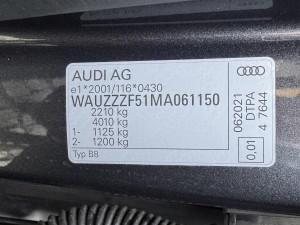 AUDI AG
e1*2001/116*0430
WAUZZZF51MA061150
2210 kg
4010 kg
1- 1125 kg
2- 1200 kg
Typ B8
062021
DTPA
4 7644
0,01